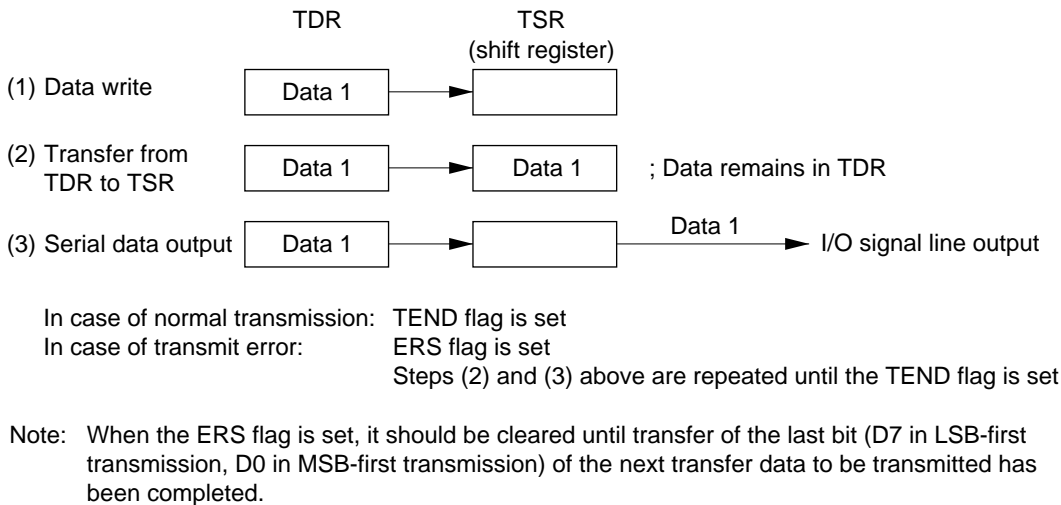 TDR TSR
(shift register)
(1) Data write Data 1
(2) Transfer from Data 1 Data 1 ; Data remains in TDR
TDR to TSR
Data 1
(3) Serial data output Data 1 I/O signal line output
In case of normal transmission: TEND flag is set
In case of transmit error: ERS flag is set
Steps (2) and (3) above are repeated until the TEND flag is set
Note: When the ERS flag is set, it should be cleared until transfer of the last bit (D7 in LSB-first
transmission, D0 in MSB-first transmission) of the next transfer data to be transmitted has
been completed.